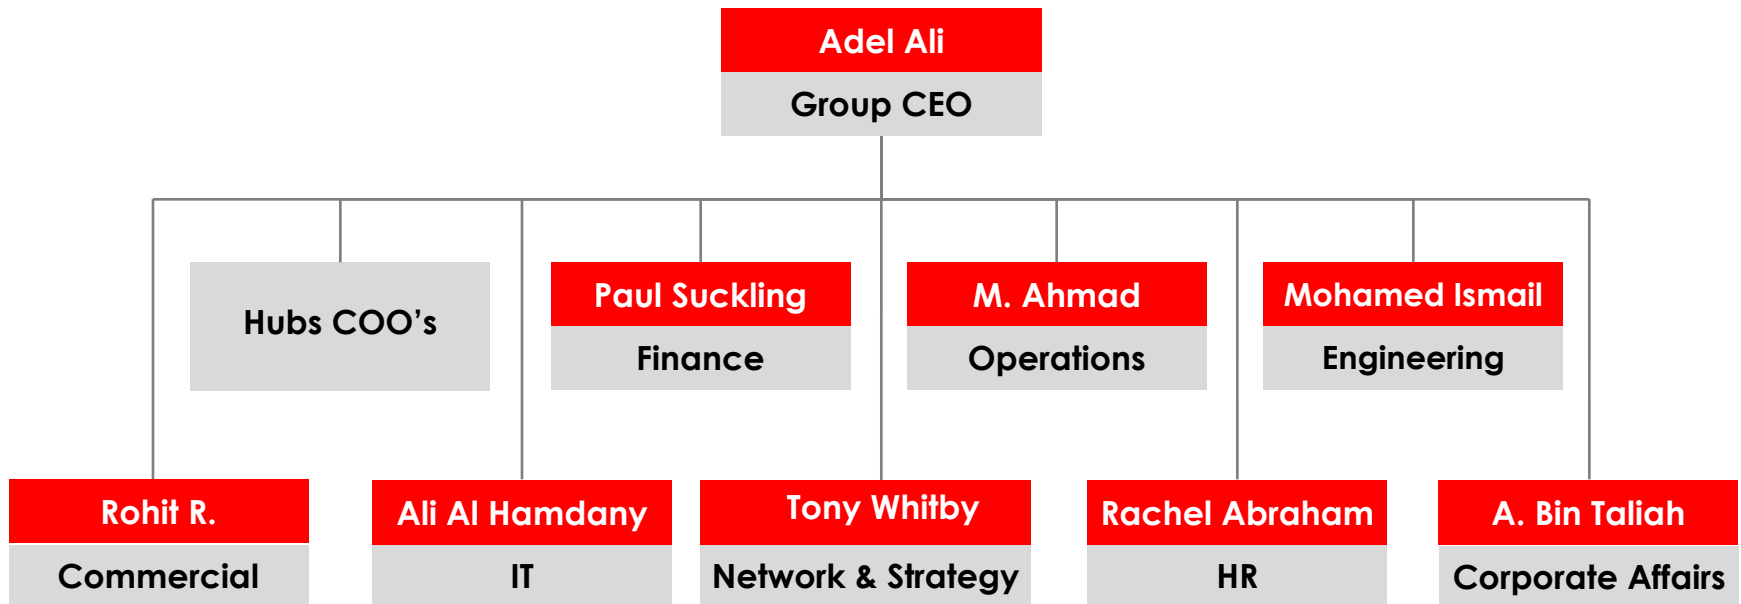 Adel Ali
Group CEO
Hubs COO’s
Paul Suckling
Finance
M. Ahmad
Operations
Mohamed Ismail
Engineering
Rohit R.
Commercial
Ali Al Hamdany
IT
Tony Whitby
Network & Strategy
Rachel Abraham
HR
A. Bin Taliah
Corporate Affairs